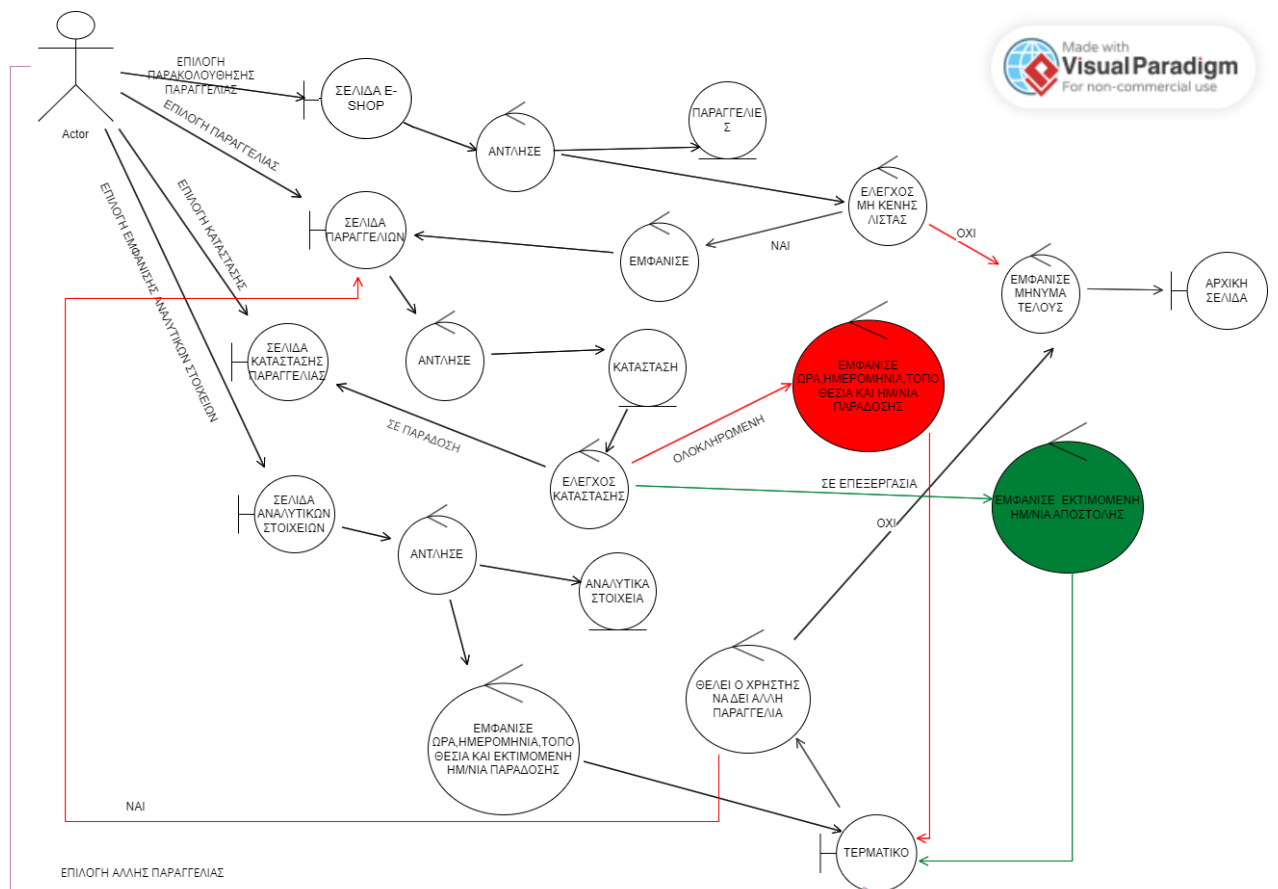 Made with
Visual Paradigm
For non-commercial use
Actor
ΕΠΙΛΟΓΗ
ΠΑΡΑΚΟΛΟΥΘΗΣΗΣ
ΠΑΡΑΓΓΕΛΙΑΣ
ΣΕΛΙΔΑ E-
SHOP
ΑΝΤΛΗΣΕ
ΠΑΡΑΓΓΕΛΙΕ
Σ
ΕΠΙΛΟΓΗ ΠΑΡΑΓΓΕΛΙΑΣ
ΕΛΕΓΧΟΣ
ΜΗ ΚΕΝΗΣ
ΛΙΣΤΑΣ
ΟΧΙ
ΝΑΙ
ΣΕΛΙΔΑ
ΠΑΡΑΓΓΕΛΙΩΝ
ΕΜΦΑΝΙΣΕ
ΕΜΦΑΝΙΣΕ
ΜΗΝΥΜΑ
ΤΕΛΟΥΣ
ΑΡΧΙΚΗ
ΣΕΛΙΔΑ
ΕΠΙΛΟΓΗ ΚΑΤΑΣΤΑΣΗΣ
ΕΠΙΛΟΓΗ ΕΜΦΑΝΙΣΗΣ ΑΝΑΛΥΤΙΚΩΝ ΣΤΟΙΧΕΙΩΝ
ΣΕΛΙΔΑ
ΚΑΤΑΣΤΑΣΗΣ
ΠΑΡΑΓΓΕΛΙΑΣ
ΑΝΤΛΗΣΕ
ΚΑΤΑΣΤΑΣΗ
ΕΜΦΑΝΙΣΕ
ΩΡΑ,ΗΜΕΡΟΜΗΝΙΑ,ΤΟΠΟ
ΘΕΣΙΑ ΚΑΙ ΗΜ/ΝΙΑ
ΠΑΡΑΔΟΣΗΣ
ΣΕ ΠΑΡΑΔΟΣΗ
ΟΛΟΚΛΗΡΩΜΕΝΗ
ΕΛΕΓΧΟΣ
ΚΑΤΑΣΤΑΣΗΣ
ΣΕ ΕΠΕΞΕΡΓΑΣΙΑ
ΕΜΦΑΝΙΣΕ ΕΚΤΙΜΟΜΕΝΗ
ΗΜ/ΝΙΑ ΑΠΟΣΤΟΛΗΣ
ΣΕΛΙΔΑ
ΑΝΑΛΥΤΙΚΩΝ
ΣΤΟΙΧΕΙΩΝ
ΟΧΙ
ΑΝΤΛΗΣΕ
ΑΝΑΛΥΤΙΚΑ
ΣΤΟΙΧΕΙΑ
ΘΕΛΕΙ Ο ΧΡΗΣΤΗΣ
ΝΑ ΔΕΙ ΑΛΛΗ
ΠΑΡΑΓΓΕΛΙΑ
ΕΜΦΑΝΙΣΕ
ΩΡΑ,ΗΜΕΡΟΜΗΝΙΑ,ΤΟΠΟ
ΘΕΣΙΑ ΚΑΙ ΕΚΤΙΜΟΜΕΝΗ
ΗΜ/ΝΙΑ ΠΑΡΑΔΟΣΗΣ
ΝΑΙ
ΤΕΡΜΑΤΙΚΟ
ΕΠΙΛΟΓΗ ΑΛΛΗΣ ΠΑΡΑΓΓΕΛΙΑΣ